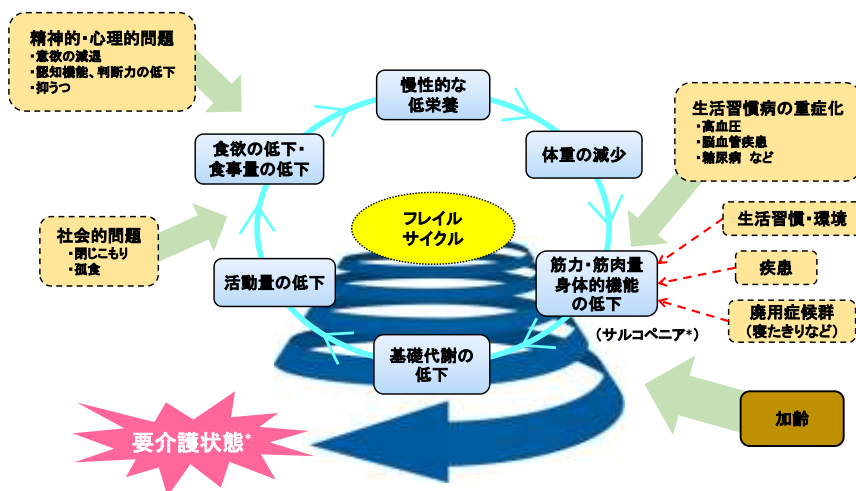 精神的・心理的問題
・意欲の減退
・認知機能、判断力の低下
・抑うつ
慢性的な
低栄養
生活習慣病の重症化
・高血圧
・脳血管疾患
・糖尿病 など
食欲の低下・
食事量の低下
体重の減少
フレイル
サイクル
生活習慣・環境
社会的問題
・閉じこもり
・孤食
活動量の低下
筋力・筋肉量
身体的機能
の低下
疾患
(サルコペニア*)
廃用症候群
(寝たきりなど)
基礎代謝の
低下
加齢
要介護状態*